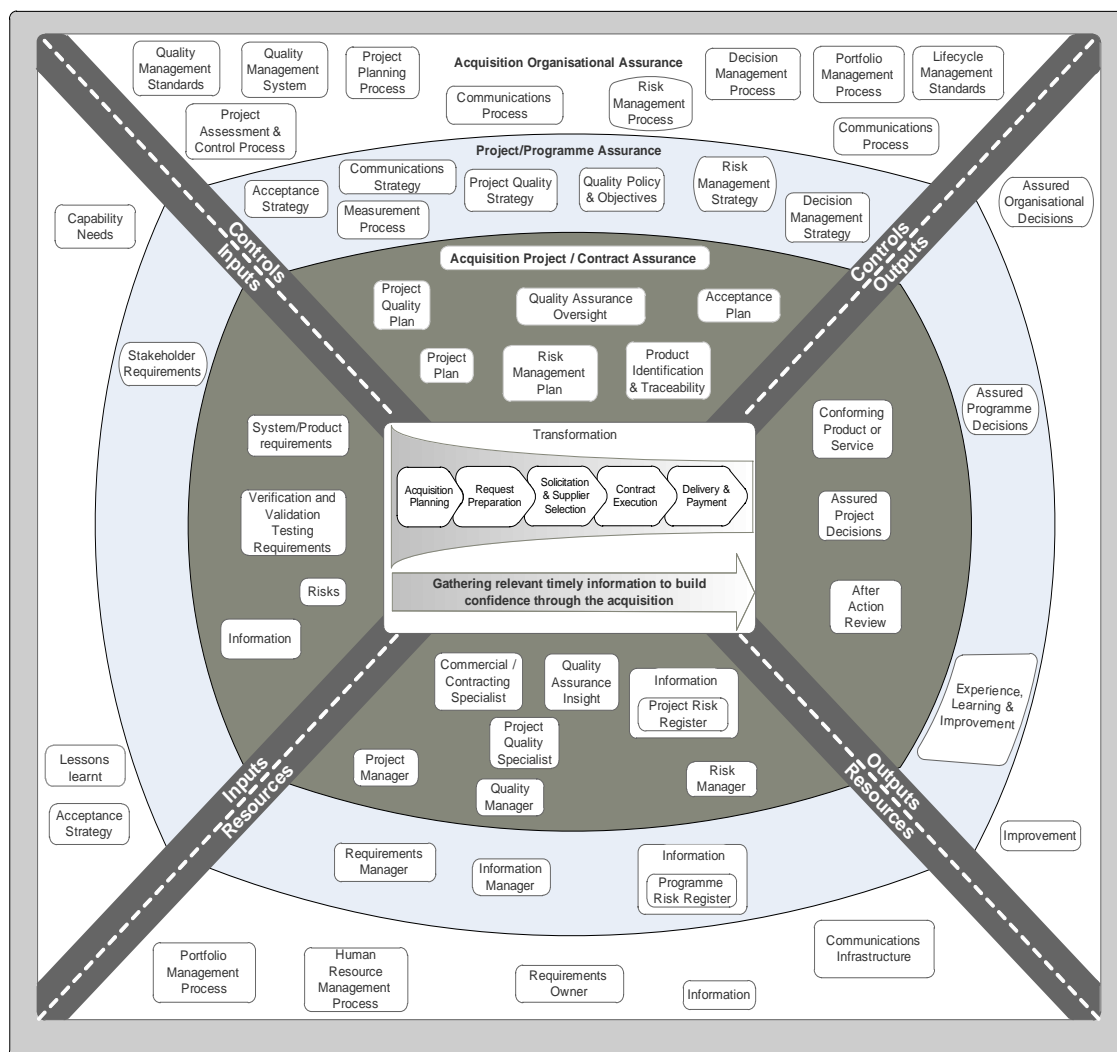 Quality
Management
Standards
Quality
Management
System
Project
Planning
Process
Acquisition Organisational Assurance
Decision
Management
Process
Portfolio
Management
Process
Lifecycle
Management
Standards
Project
Assessment &
Control Process
Communications
Process
Risk
Management
Process
Communications
Process
Project/Programme Assurance
Acceptance
Strategy
Communications
Strategy
Measurement
Process
Project Quality
Strategy
Quality Policy
& Objectives
Risk
Management
Strategy
Decision
Management
Strategy
Assured
Organisational
Decisions
Capability
Needs
Controls
Inputs
Controls
Outputs
Acquisition Project / Contract Assurance
Project
Quality
Plan
Quality Assurance
Oversight
Acceptance
Plan
Project
Plan
Risk
Management
Plan
Product
Identification
& Traceability
Stakeholder
Requirements
Assured
Programme
Decisions
System/Product
requirements
Conforming
Product or
Service
Transformation
Acquisition
Planning
Request
Preparation
Solicitation
& Supplier
Selection
Contract
Execution
Delivery &
Payment
Verification and
Validation
Testing
Requirements
Assured
Project
Decisions
Gathering relevant timely information to build
confidence through the acquisition
Risks
After
Action
Review
Information
Commercial /
Contracting
Specialist
Quality
Assurance
Insight
Information
Project Risk
Register
Experience,
Learning &
Improvement
Project
Quality
Specialist
Project
Manager
Quality
Manager
Risk
Manager
Lessons
learnt
Acceptance
Strategy
Inputs
Resources
Outputs
Resources
Improvement
Requirements
Manager
Information
Manager
Information
Programme
Risk Register
Portfolio
Management
Process
Human
Resource
Management
Process
Requirements
Owner
Information
Communications
Infrastructure